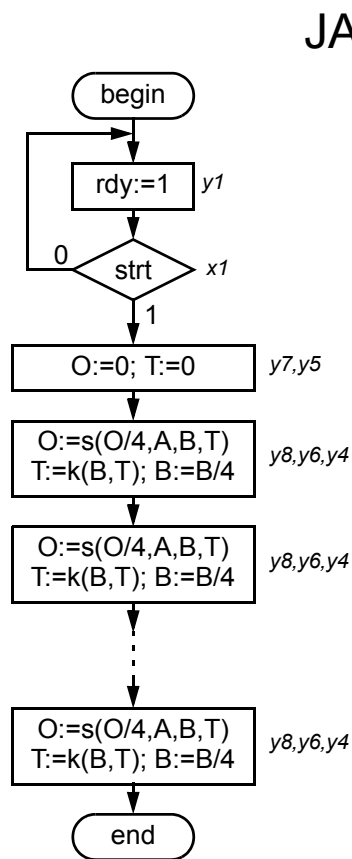 JA
begin
rdy:=1 y1
0 strt x1
1
O:=0; T:=0 y7,y5
O:=s(O/4,A,B,T)
T:=k(B,T); B:=B/4 y8,y6,y4
O:=s(O/4,A,B,T)
T:=k(B,T); B:=B/4 y8,y6,y4
O:=s(O/4,A,B,T)
T:=k(B,T); B:=B/4 y8,y6,y4
end